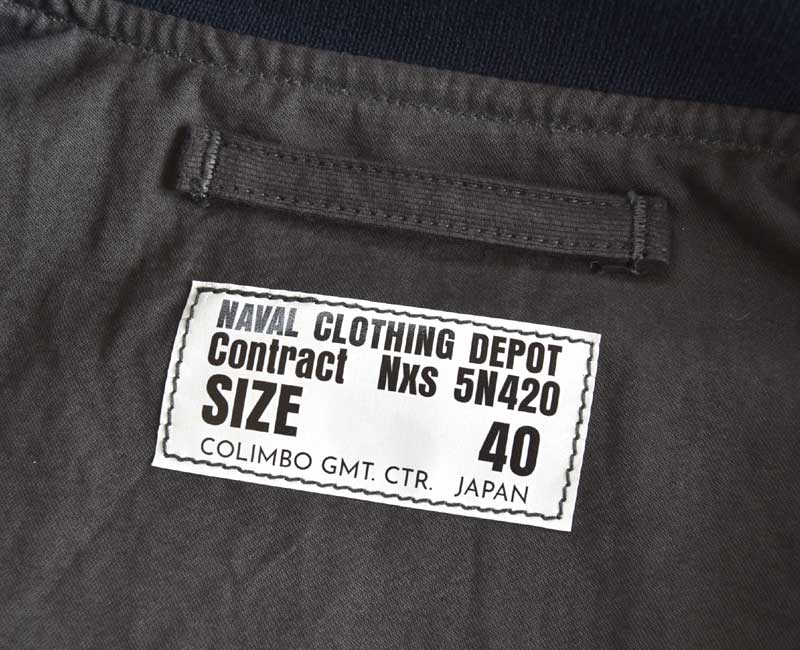 NAVAL CLOTHING DEPOT
Contract Nxs 5N420
SIZE 40
COLIMBO GMT. CTR. JAPAN